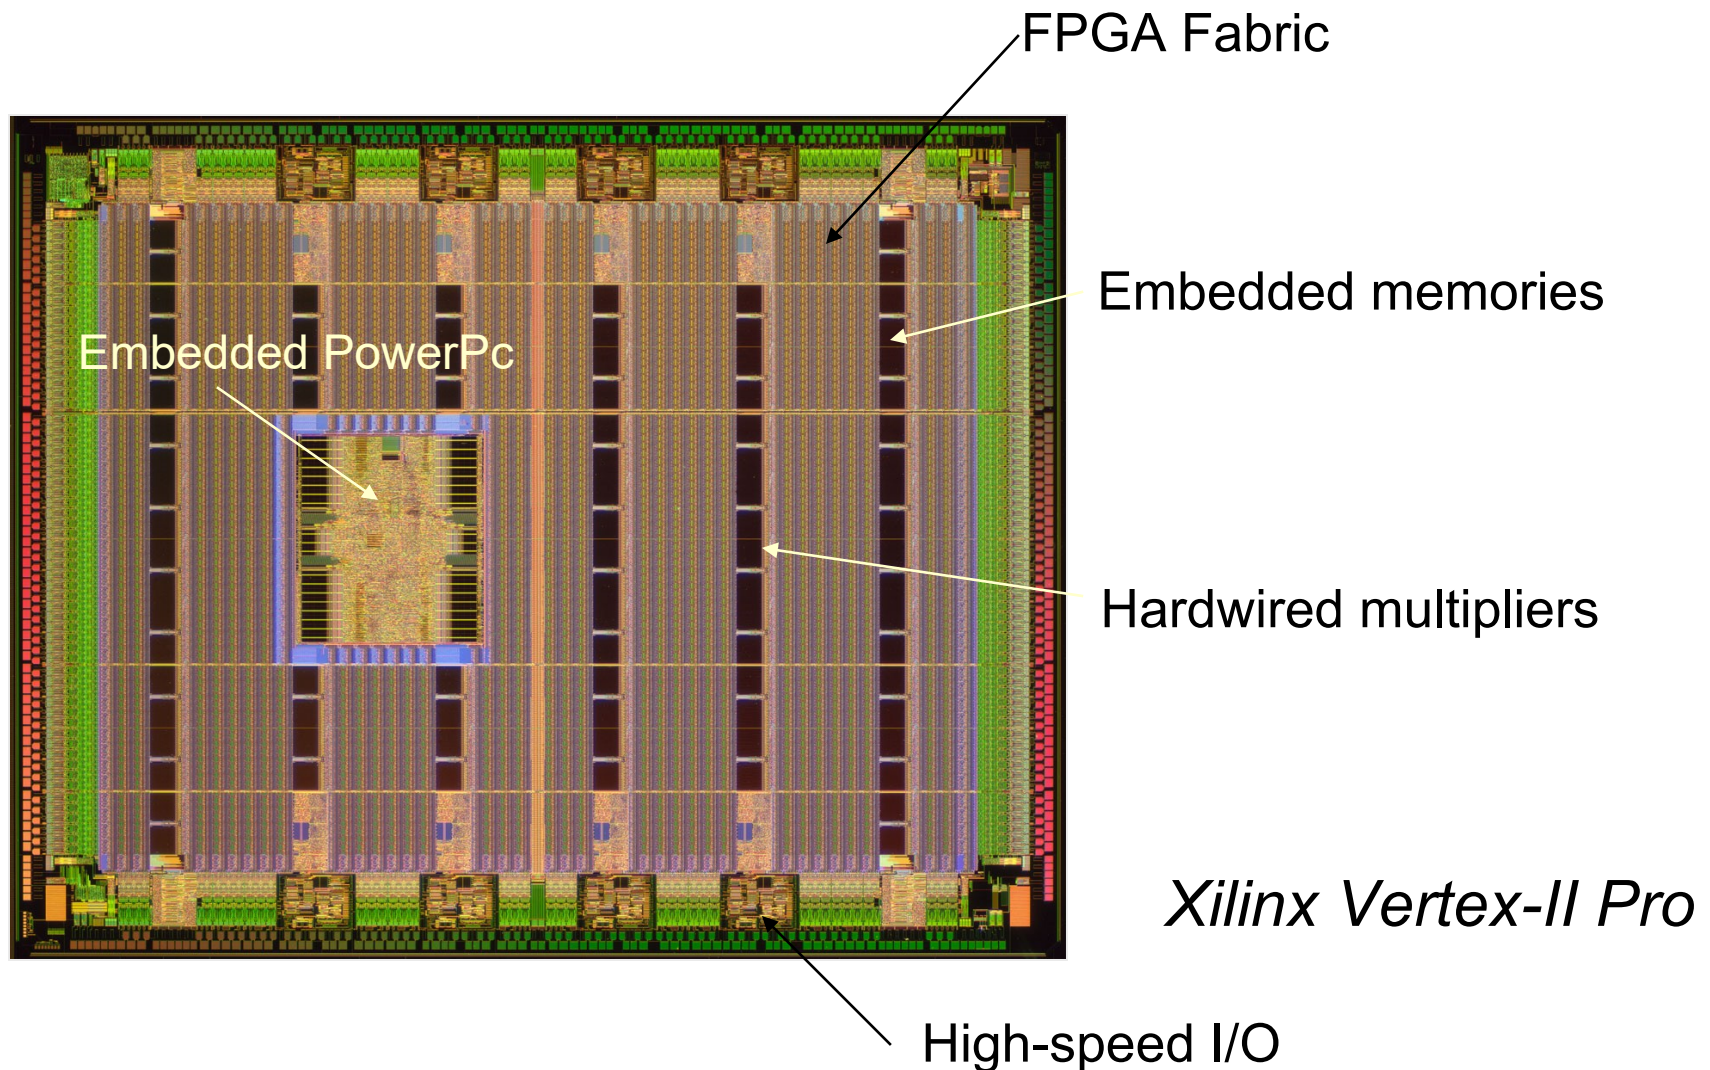 FPGA Fabric
Embedded memories
Embedded PowerPc
Hardwired multipliers
Xilinx Vertex-II Pro
High-speed I/O